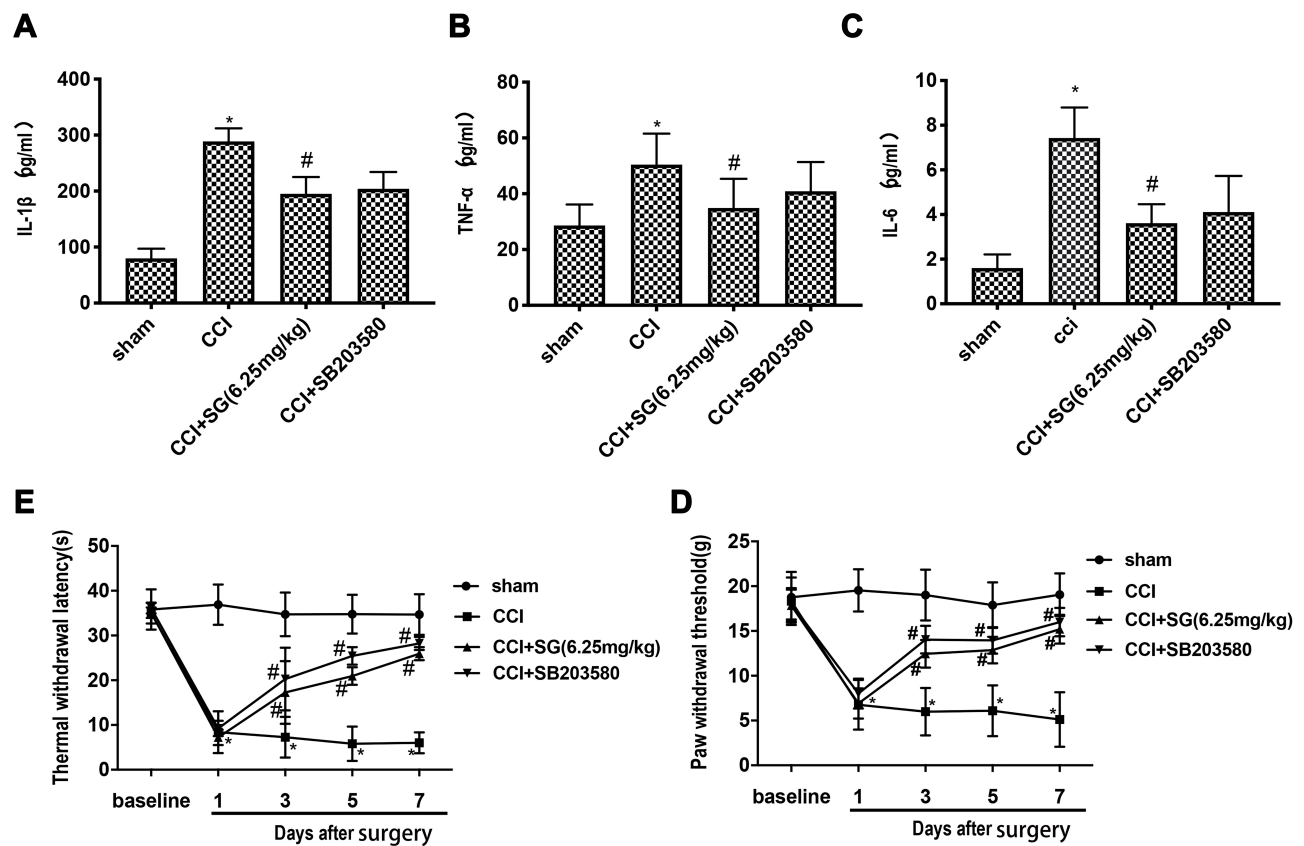 A
IL-1β (pg/ml)
400
300
200
100
0
*
#
sham
CCI
CCI+SG(6.25mg/kg)
CCI+SB203580
B
TNF-α (pg/ml)
80
60
40
20
0
*
#
sham
CCI
CCI+SG(6.25mg/kg)
CCI+SB203580
C
IL-6 (pg/ml)
10
8
6
4
2
0
*
#
sham
cci
CCI+SG(6.25mg/kg)
CCI+SB203580
E
Thermal withdrawal latency(s)
50
40
30
20
10
0
#
#
#
#
#
#
*
*
*
*
baseline
1
3
5
7
Days after surgery
sham
CCI
CCI+SG(6.25mg/kg)
CCI+SB203580
D
Paw withdrawal threshold(g)
25
20
15
10
5
0
#
#
#
#
#
#
*
*
*
*
baseline
1
3
5
7
Days after surgery
sham
CCI
CCI+SG(6.25mg/kg)
CCI+SB203580